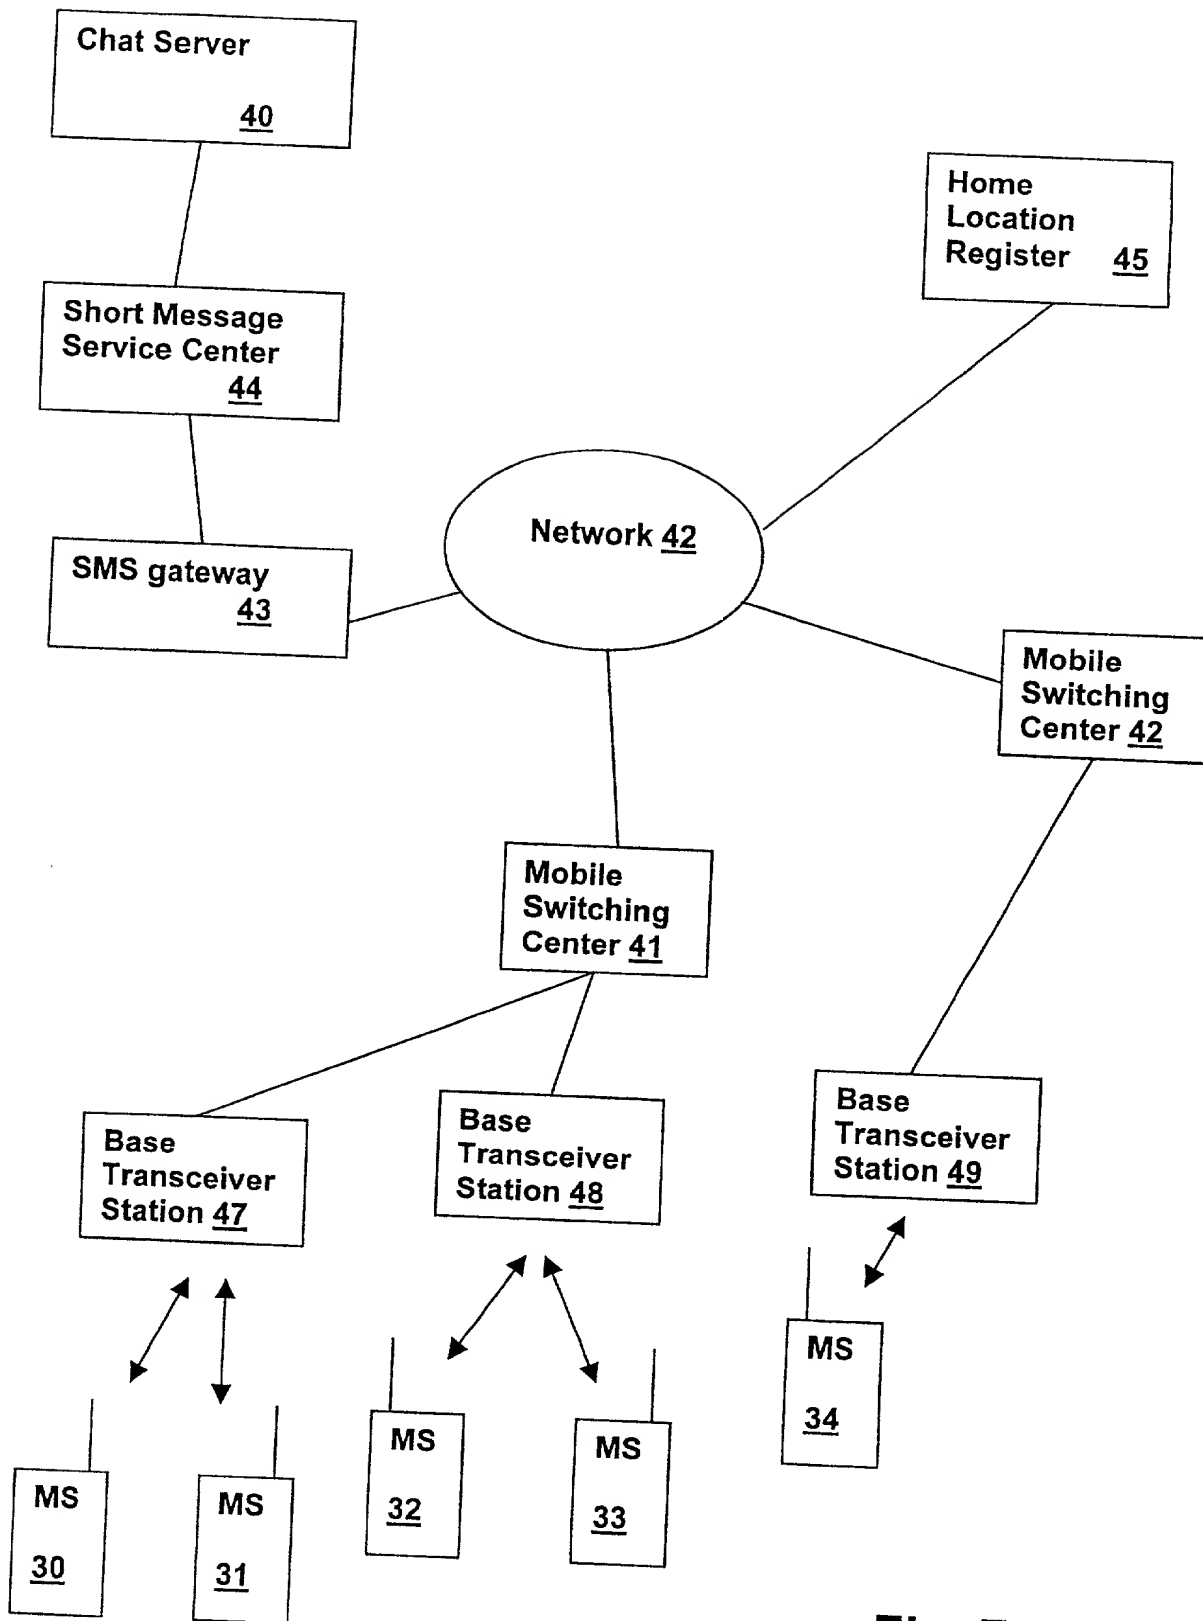 Chat Server
40
Home
Location
Register 45
Short Message
Service Center
44
Network 42
SMS gateway
43
Mobile
Switching
Center 42
Mobile
Switching
Center 41
Base
Transceiver
Station 47
Base
Transceiver
Station 48
Base
Transceiver
Station 49
MS
34
MS
32
MS
33
MS
30
MS
31